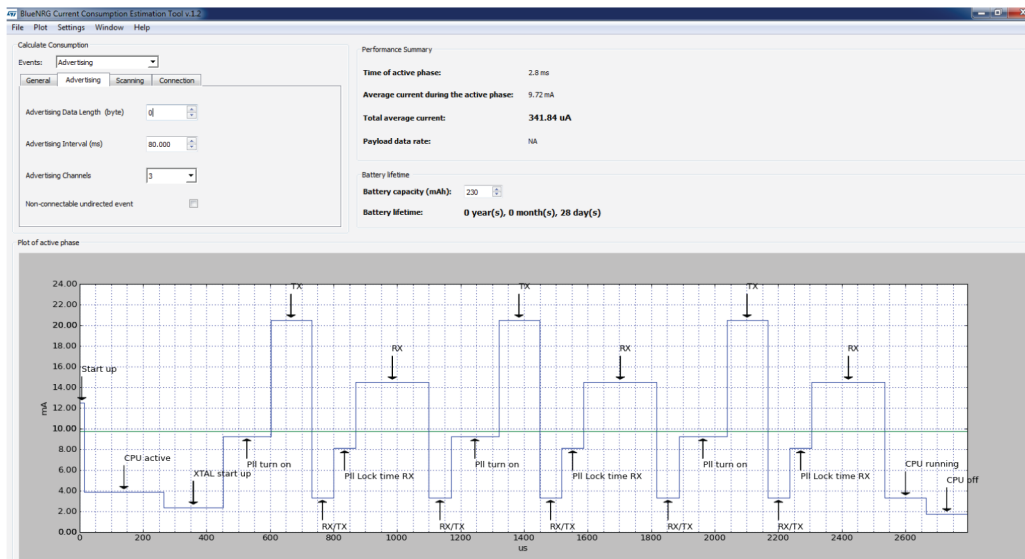 BlueNRG Current Consumption Estimation Tool v.1.2
File Plot Settings Window Help
Calculate Consumption
Events: Advertising
General Advertising Scanning Connection
Advertising Data Length (byte) 0
Advertising Interval (ms) 80.000
Advertising Channels 3
Non-connectable undirected event
Performance Summary
Time of active phase: 2.8 ms
Average current during the active phase: 9.72 mA
Total average current: 341.84 uA
Payload data rate: NA
Battery lifetime
Battery capacity (mAh): 230
Battery lifetime: 0 year(s), 0 month(s), 28 day(s)
Plot of active phase
24.00
22.00
20.00
18.00
16.00
14.00
12.00
10.00
8.00
6.00
4.00
2.00
0.00
mA
TX TX TX
RX RX RX
Start up
CPU active
XTAL start up
Pll turn on Pll turn on Pll turn on
Pll Lock time RX Pll Lock time RX Pll Lock time RX
CPU running
CPU off
RX/TX RX/TX RX/TX RX/TX RX/TX
0 200 400 600 800 1000 1200 1400 1600 1800 2000 2200 2400 2600
us